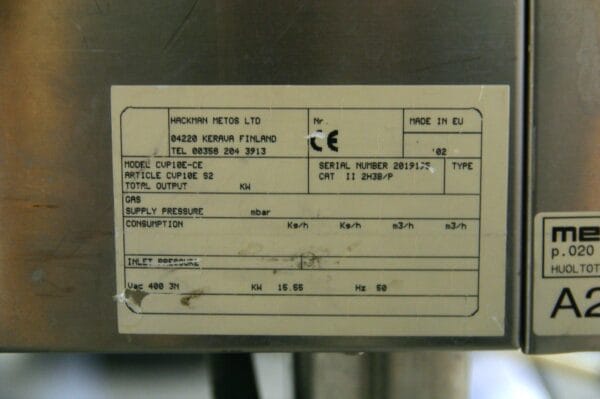 HACKMAN METOS LTD
04220 KERAVA FINLAND
TEL 00358 204 3913
Nr.
CE
MADE IN EU
'02
MODEL CVP10E-CE
ARTICLE CVP10E S2
TOTAL OUTPUT KW
SERIAL NUMBER
CAT II 2H3B/P
TYPE
GAS
SUPPLY PRESSURE mbar
CONSUMPTION Kg/h Kg/h m3/h m3/h
INLET PRESSURE
Vac 400 3N KW 15.55 Hz 50
p.020